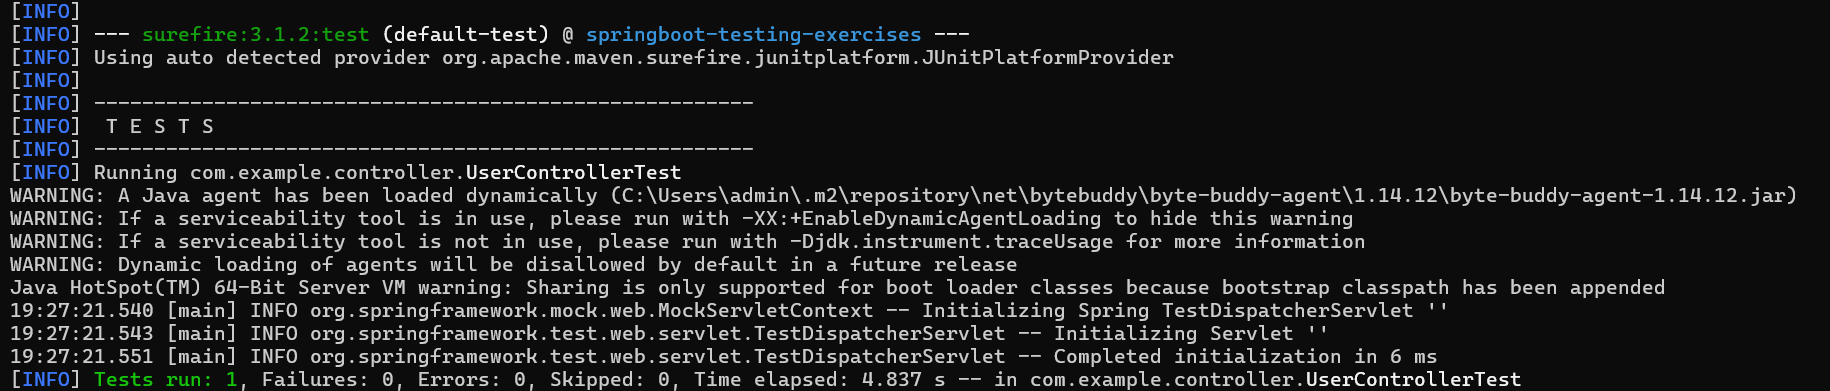 [INFO]
[INFO] --- surefire:3.1.2:test (default-test) @ springboot-testing-exercises ---
[INFO] Using auto detected provider org.apache.maven.surefire.junitplatform.JUnitPlatformProvider
[INFO]
[INFO] -------------------------------------------------------
[INFO]  T E S T S
[INFO] -------------------------------------------------------
[INFO] Running com.example.controller.UserControllerTest
WARNING: A Java agent has been loaded dynamically (C:\Users\admin\.m2\repository\net\bytebuddy\byte-buddy-agent\1.14.12\byte-buddy-agent-1.14.12.jar)
WARNING: If a serviceability tool is in use, please run with -XX:+EnableDynamicAgentLoading to hide this warning
WARNING: If a serviceability tool is not in use, please run with -Djdk.instrument.traceUsage for more information
WARNING: Dynamic loading of agents will be disallowed by default in a future release
Java HotSpot(TM) 64-Bit Server VM warning: Sharing is only supported for boot loader classes because bootstrap classpath has been appended
19:27:21.540 [main] INFO org.springframework.mock.web.MockServletContext -- Initializing Spring TestDispatcherServlet ''
19:27:21.543 [main] INFO org.springframework.test.web.servlet.TestDispatcherServlet -- Initializing Servlet ''
19:27:21.551 [main] INFO org.springframework.test.web.servlet.TestDispatcherServlet -- Completed initialization in 6 ms
[INFO] Tests run: 1, Failures: 0, Errors: 0, Skipped: 0, Time elapsed: 4.837 s -- in com.example.controller.UserControllerTest